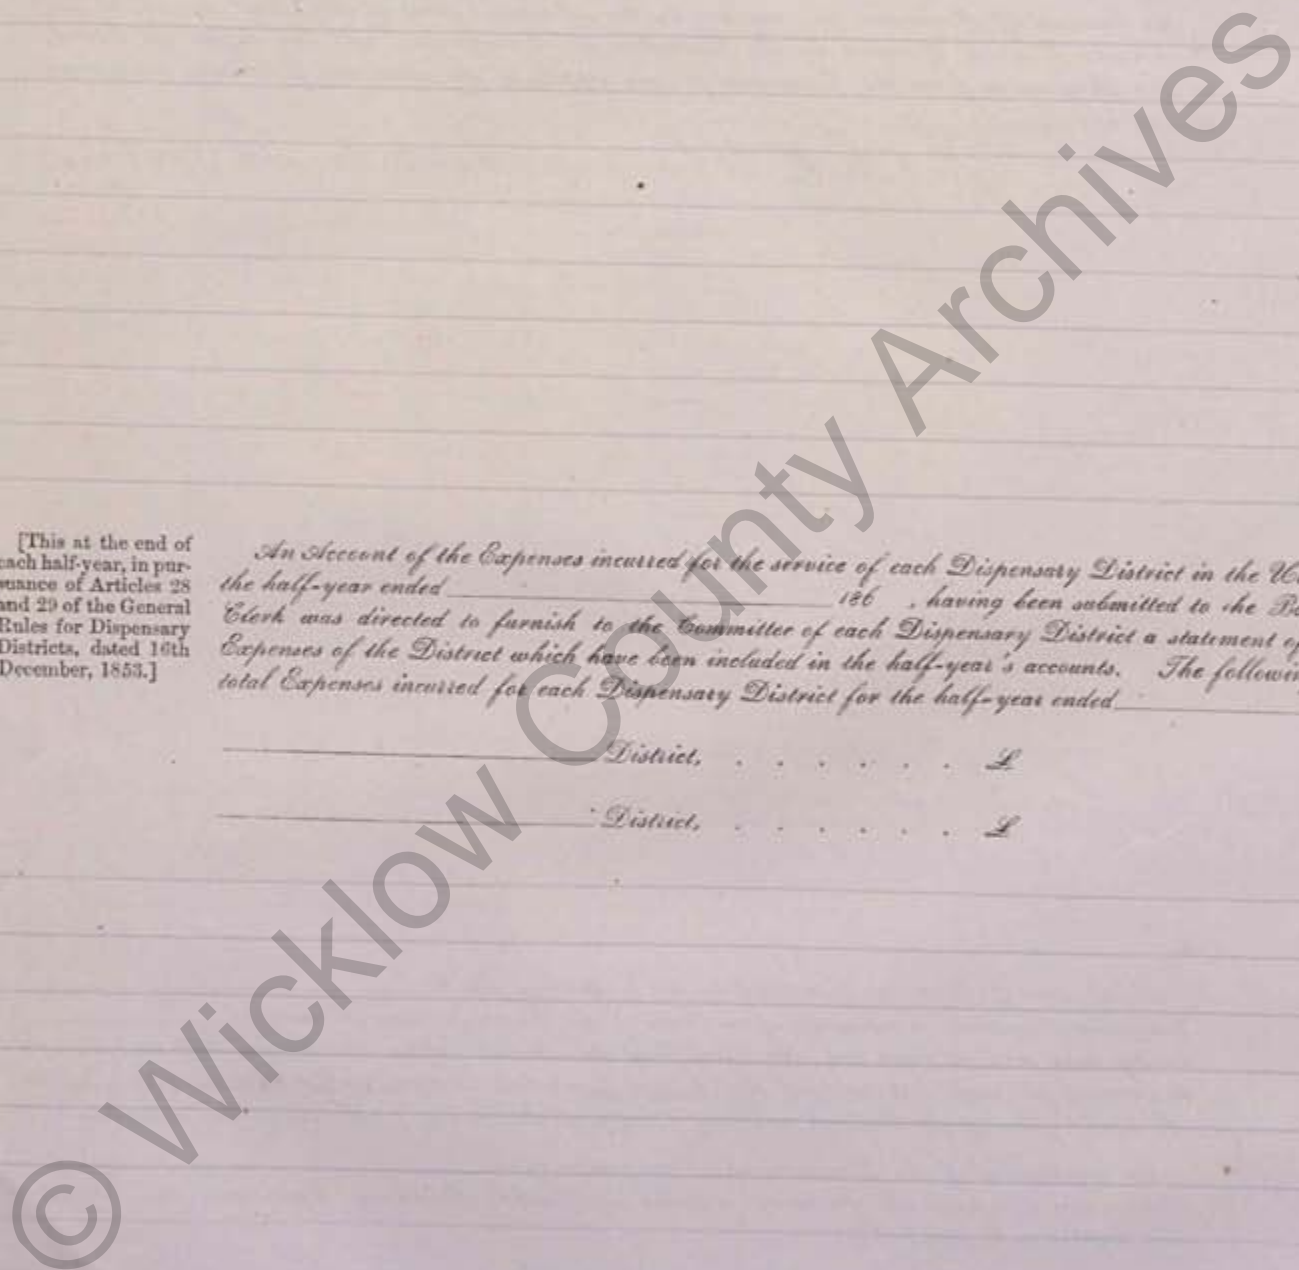 [This at the end of
each half-year, in pur-
suance of Articles 28
and 29 of the General
Rules for Dispensary
Districts, dated 16th
December, 1853.]
An Account of the Expenses incurred for the service of each Dispensary District in the U
the half-year ended 186 , having been submitted to the Bo
Clerk was directed to furnish to the Committee of each Dispensary District a statement of
Expenses of the District which have been included in the half-year's accounts. The followin
total Expenses incurred for each Dispensary District for the half-year ended
District, . . . . . . £
District, . . . . . . £
© Wicklow County Archives